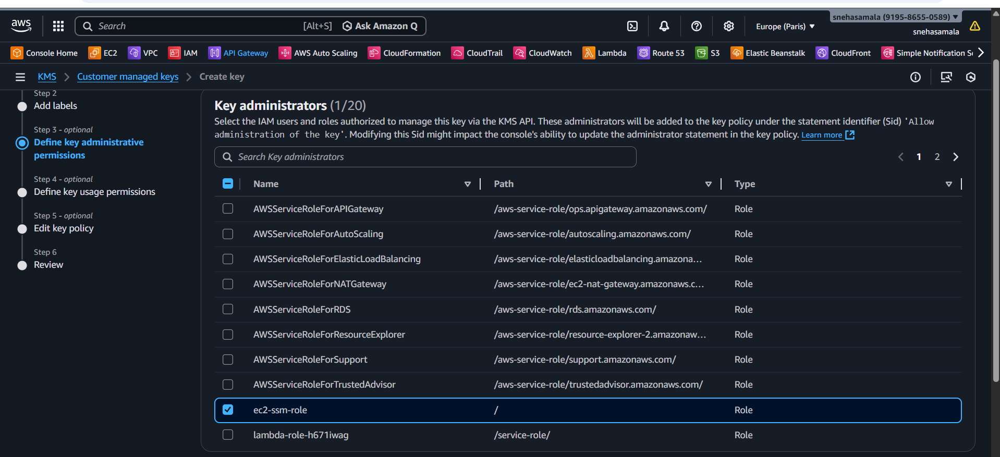 aws
Search [Alt+S] Ask Amazon Q
Europe (Paris)
snehasamala (9195-8655-0589)
snehasamala
Console Home EC2 VPC IAM API Gateway AWS Auto Scaling CloudFormation CloudTrail CloudWatch Lambda Route 53 S3 Elastic Beanstalk CloudFront Simple Notification Se
KMS Customer managed keys Create key
Step 2
Add labels
Step 3 - optional
Define key administrative
permissions
Step 4 - optional
Define key usage permissions
Step 5 - optional
Edit key policy
Step 6
Review
Key administrators (1/20)
Select the IAM users and roles authorized to manage this key via the KMS API. These administrators will be added to the key policy under the statement identifier (Sid) 'Allow
administration of the key'. Modifying this Sid might impact the console's ability to update the administrator statement in the key policy. Learn more
Search Key administrators
1 2
Name Path Type
AWSServiceRoleForAPIGateway /aws-service-role/ops.apigateway.amazonaws.com/ Role
AWSServiceRoleForAutoScaling /aws-service-role/autoscaling.amazonaws.com/ Role
AWSServiceRoleForElasticLoadBalancing /aws-service-role/elasticloadbalancing.amazona... Role
AWSServiceRoleForNATGateway /aws-service-role/ec2-nat-gateway.amazonaws.c... Role
AWSServiceRoleForRDS /aws-service-role/rds.amazonaws.com/ Role
AWSServiceRoleForResourceExplorer /aws-service-role/resource-explorer-2.amazonaw... Role
AWSServiceRoleForSupport /aws-service-role/support.amazonaws.com/ Role
AWSServiceRoleForTrustedAdvisor /aws-service-role/trustedadvisor.amazonaws.com/ Role
ec2-ssm-role / Role
lambda-role-h671iwag /service-role/ Role